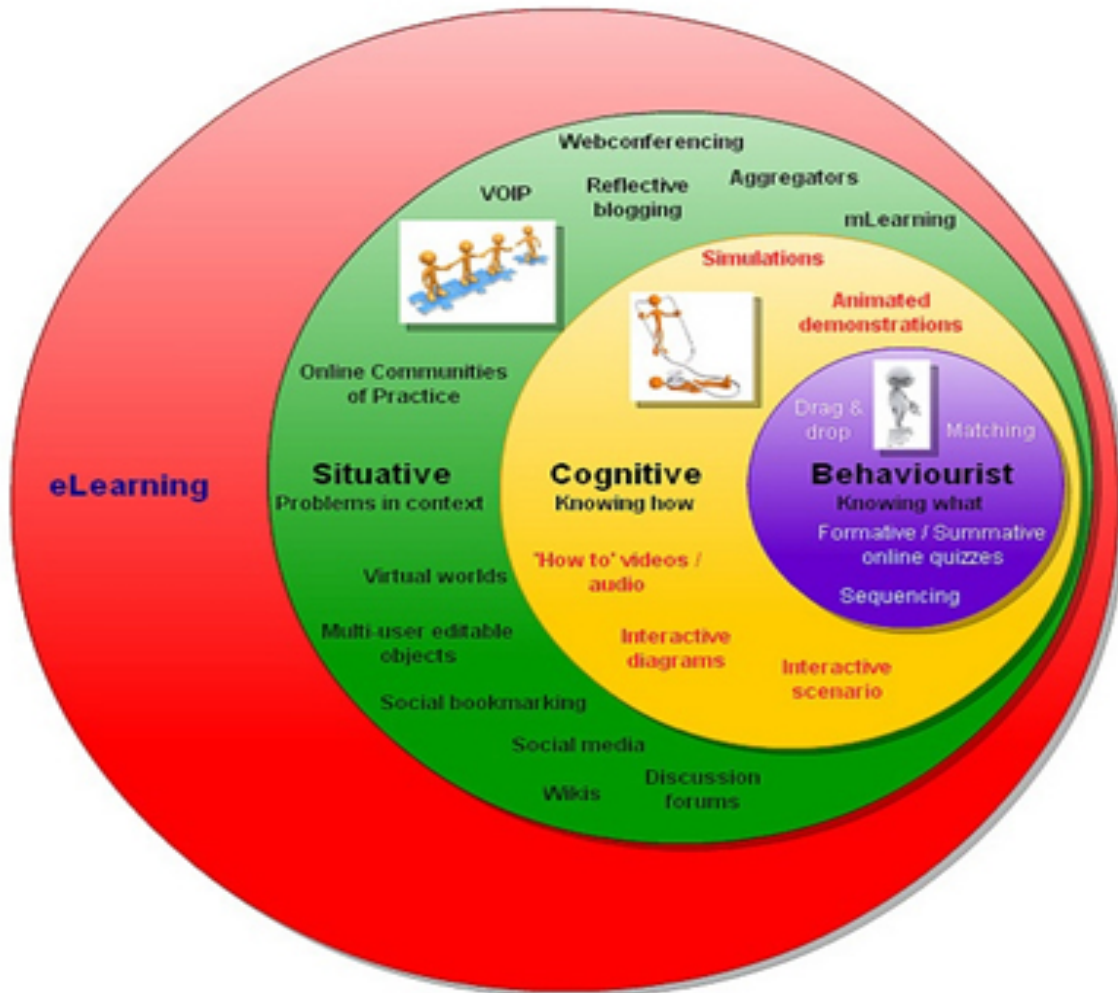 Webconferencing
VOIP
Reflective
blogging
Aggregators
mLearning
Simulations
Animated
demonstrations
Online Communities
of Practice
Drag &
drop
Matching
eLearning
Situative
Problems in context
Cognitive
Knowing how
Behaviourist
Knowing what
Formative / Summative
online quizzes
Sequencing
'How to' videos /
audio
Virtual worlds
Interactive
diagrams
Interactive
scenario
Multi-user editable
objects
Social bookmarking
Social media
Wikis
Discussion
forums